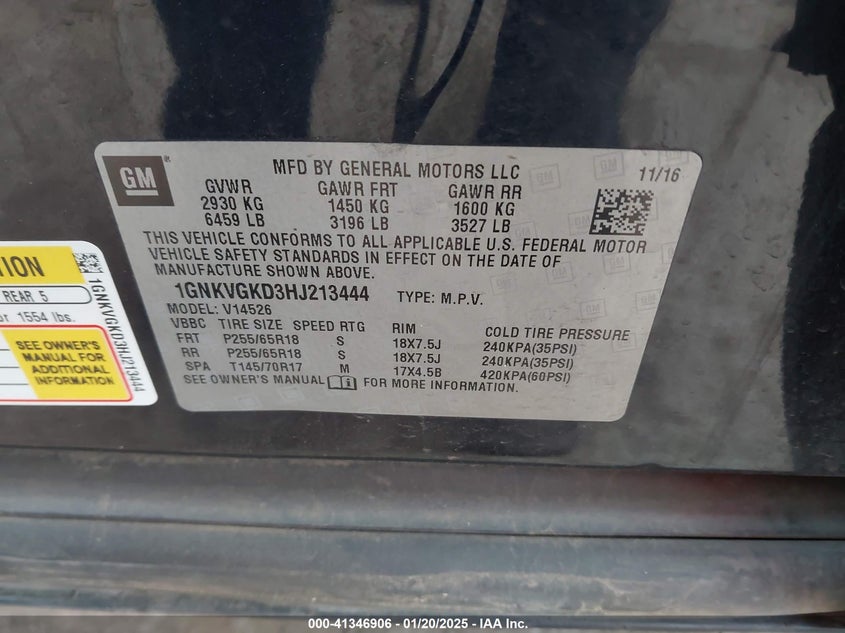 GM
MFD BY GENERAL MOTORS LLC
11/16
GVWR GAWR FRT GAWR RR
2930 KG 1450 KG 1600 KG
6459 LB 3196 LB 3527 LB
THIS VEHICLE CONFORMS TO ALL APPLICABLE U.S. FEDERAL MOTOR
VEHICLE SAFETY STANDARDS IN EFFECT ON THE DATE OF
MANUFACTURE SHOWN ABOVE.
1GNKVGKD3HJ213444 TYPE: M.P.V.
MODEL: V14526
VBBC TIRE SIZE SPEED RTG RIM COLD TIRE PRESSURE
FRT P255/65R18 S 18X7.5J 240KPA(35PSI)
RR P255/65R18 S 18X7.5J 240KPA(35PSI)
SPA T145/70R17 M 17X4.5B 420KPA(60PSI)
SEE OWNER'S MANUAL FOR MORE INFORMATION.
REAR 5
1554 lbs.
SEE OWNER'S
MANUAL FOR
ADDITIONAL
INFORMATION
1GNKVGKD3HJ213444
000-41346906 - 01/20/2025 - IAA Inc.